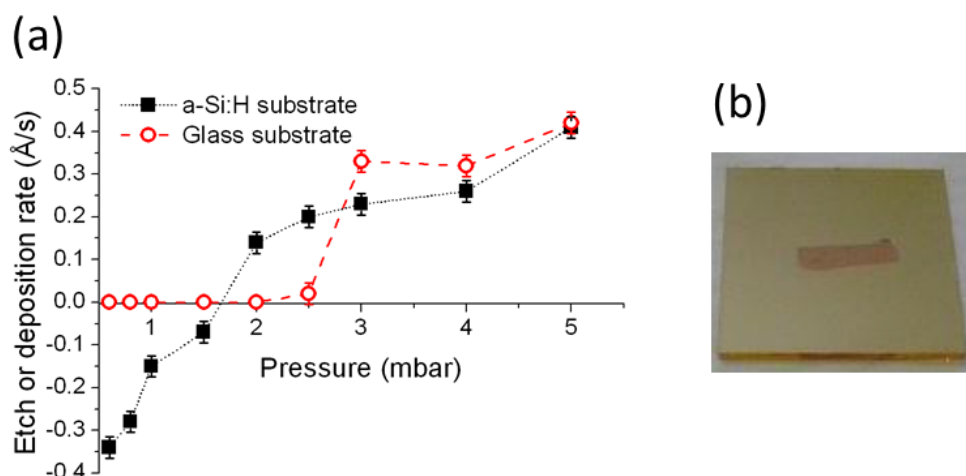 (a)
0.5
0.4
0.3
0.2
0.1
0.0
-0.1
-0.2
-0.3
-0.4
Etch or deposition rate (Å/s)
a-Si:H substrate
Glass substrate
1
2
3
4
5
Pressure (mbar)
(b)